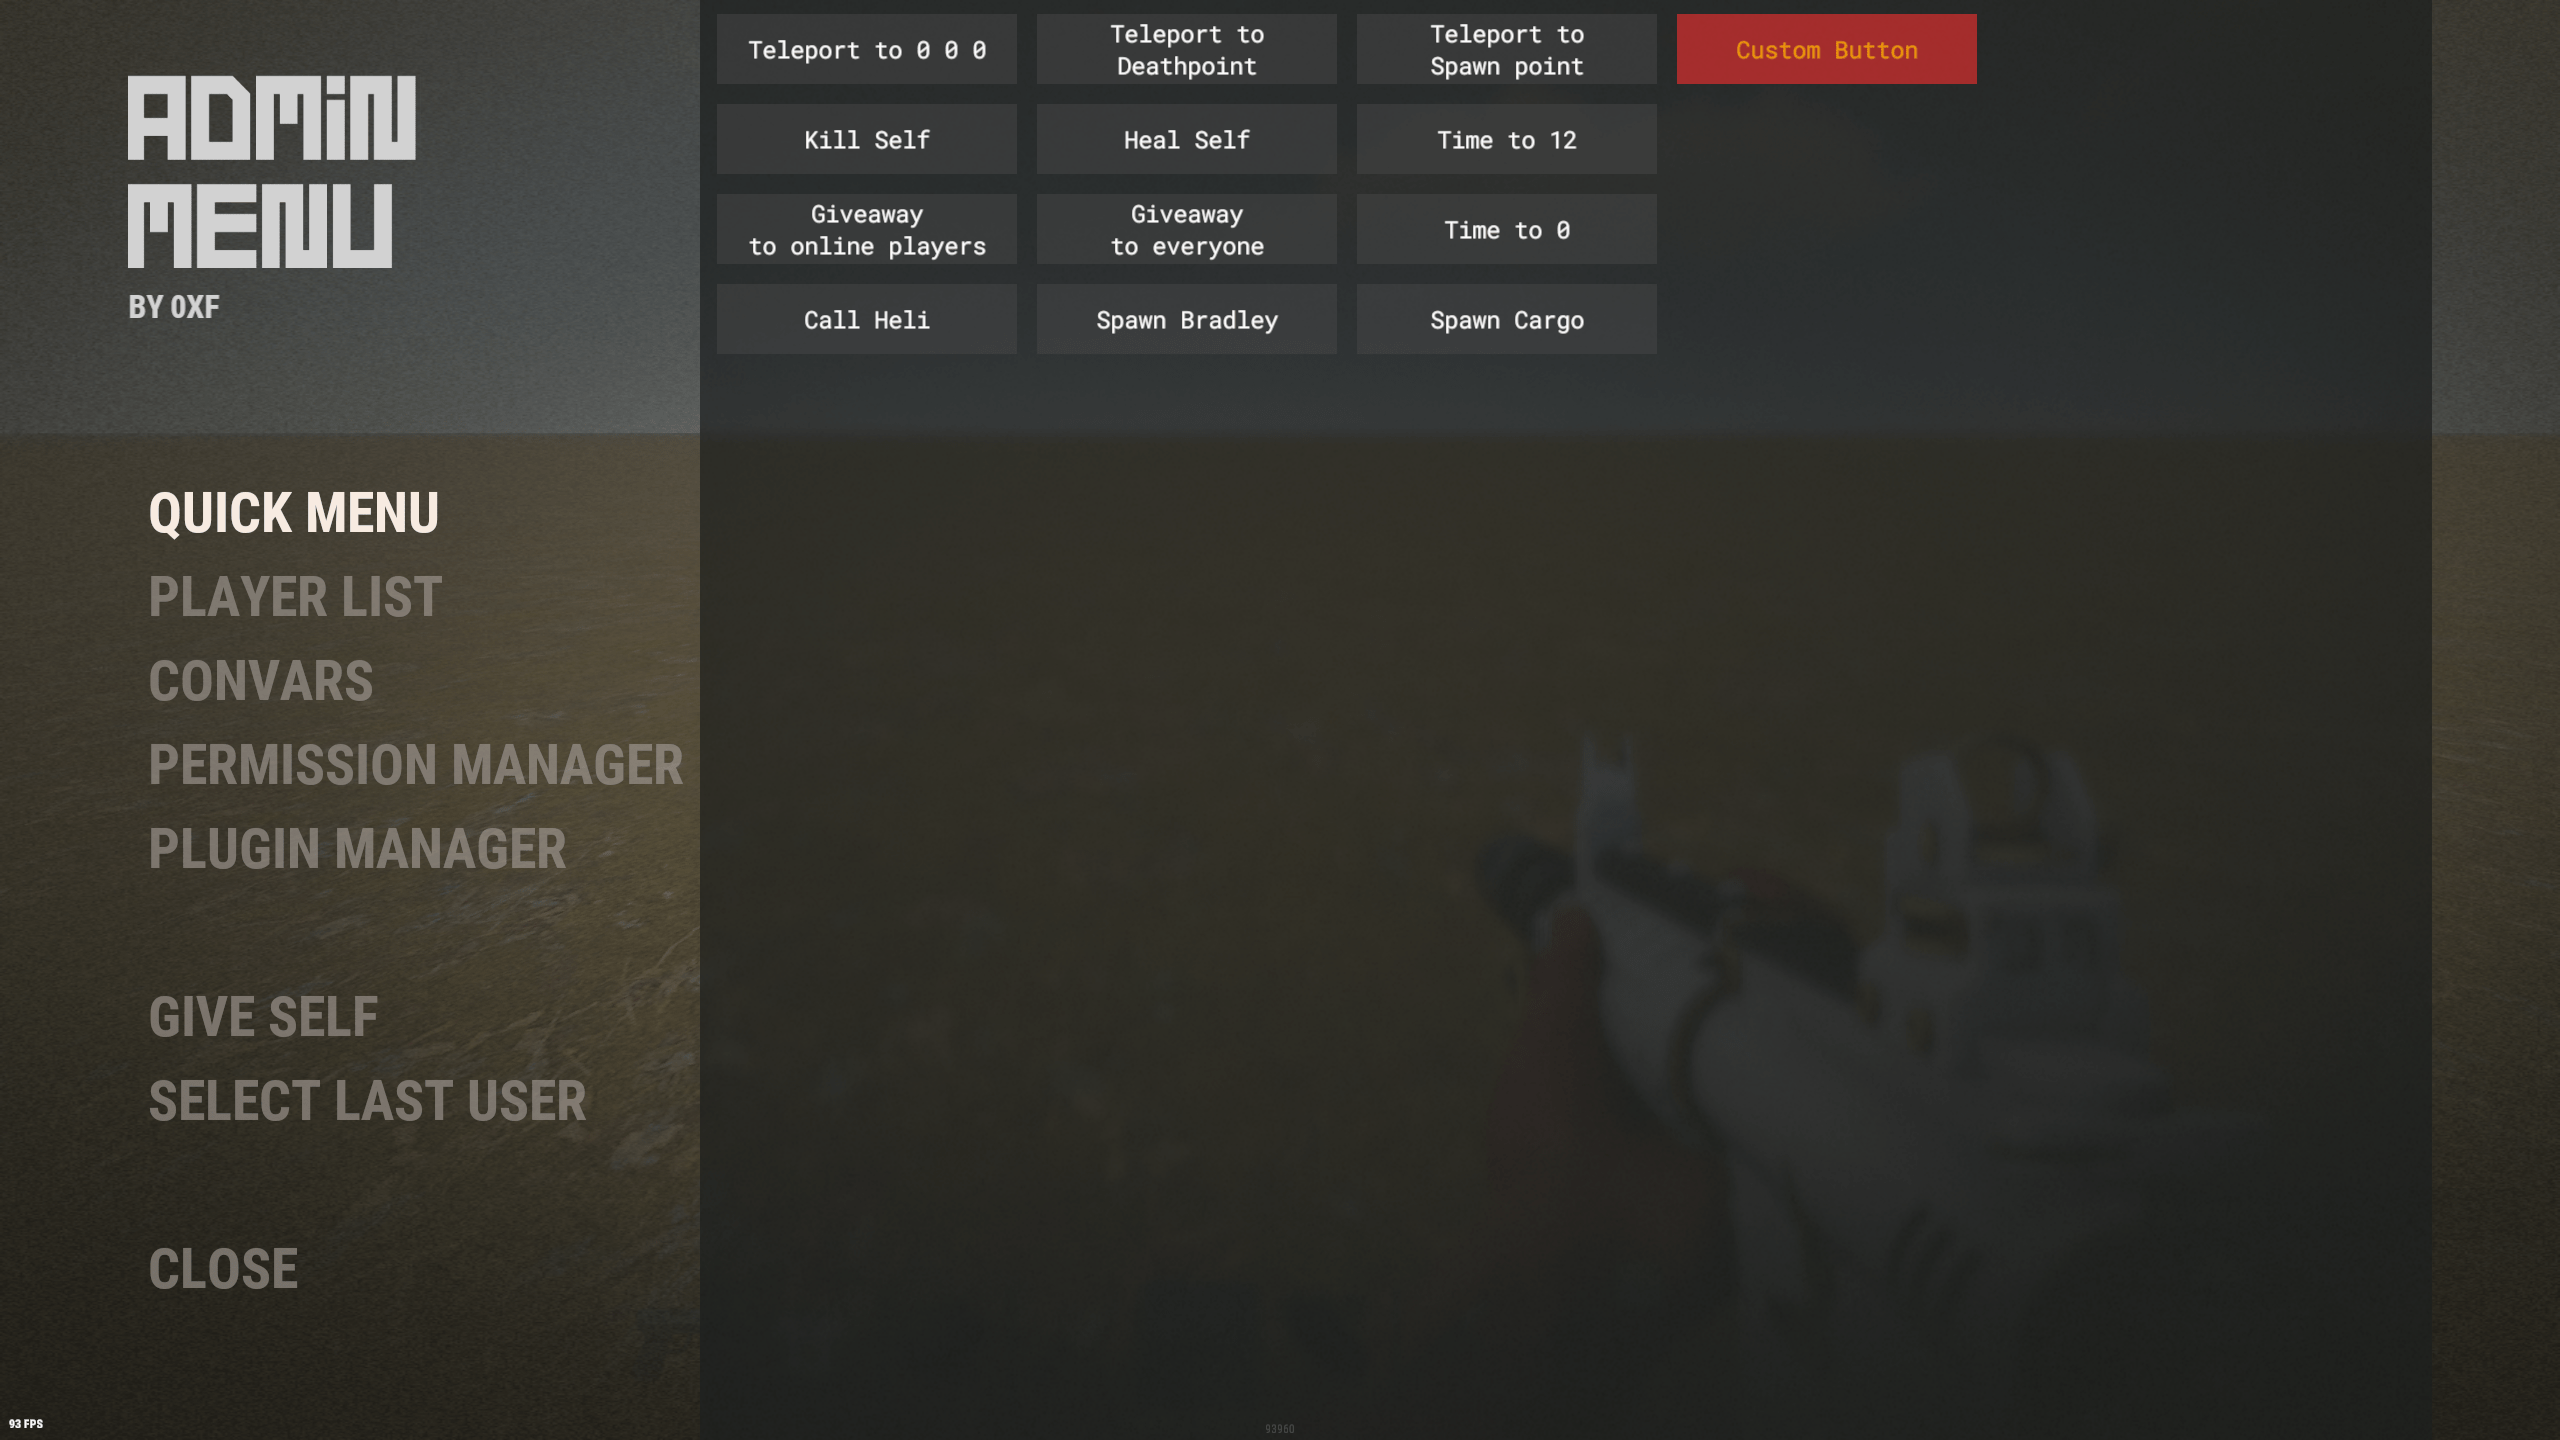 ADMiN
MENU
BY 0XF
QUICK MENU
PLAYER LIST
CONVARS
PERMISSION MANAGER
PLUGIN MANAGER
GIVE SELF
SELECT LAST USER
CLOSE
93 FPS
Teleport to 0 0 0
Teleport to
Deathpoint
Teleport to
Spawn point
Custom Button
Kill Self
Heal Self
Time to 12
Giveaway
to online players
Giveaway
to everyone
Time to 0
Call Heli
Spawn Bradley
Spawn Cargo
93960